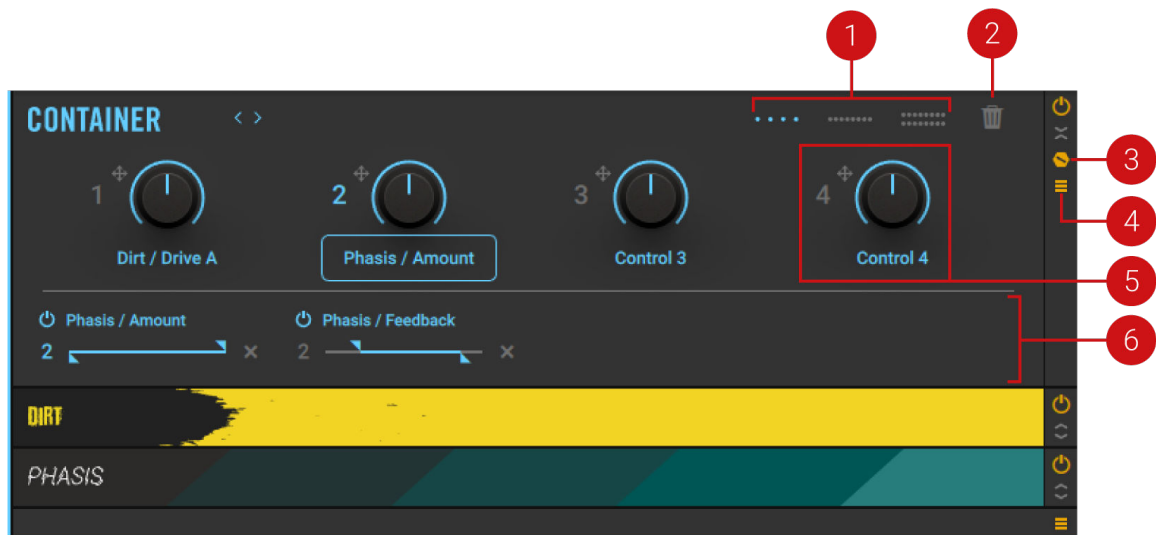 1 2
CONTAINER < >
1 2 3 4
Dirt / Drive A Phasis / Amount Control 3 Control 4
3
4
5
Phasis / Amount Phasis / Feedback
2 × 2 ×
6
DIRT
PHASIS